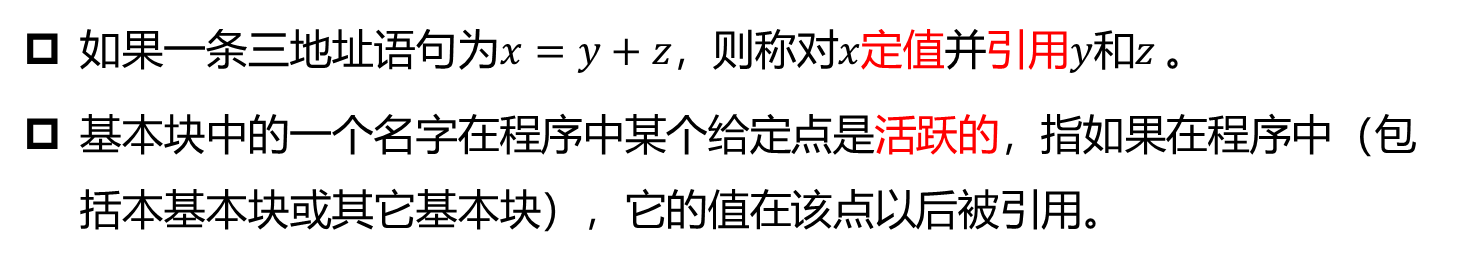 如果一条三地址语句为x = y + z，则称对x定值并引用y和z 。
基本块中的一个名字在程序中某个给定点是活跃的，指如果在程序中（包
括本基本块或其它基本块），它的值在该点以后被引用。